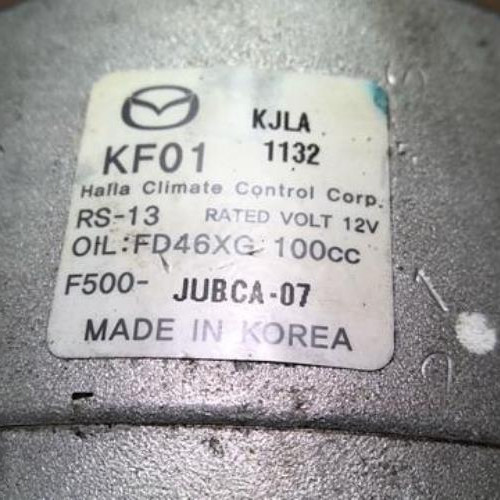 KJLA
KF01 1132
Halla Climate Control Corp.
RS-13 RATED VOLT 12V
OIL:FD46XG 100cc
F500- JUBCA-07
MADE IN KOREA